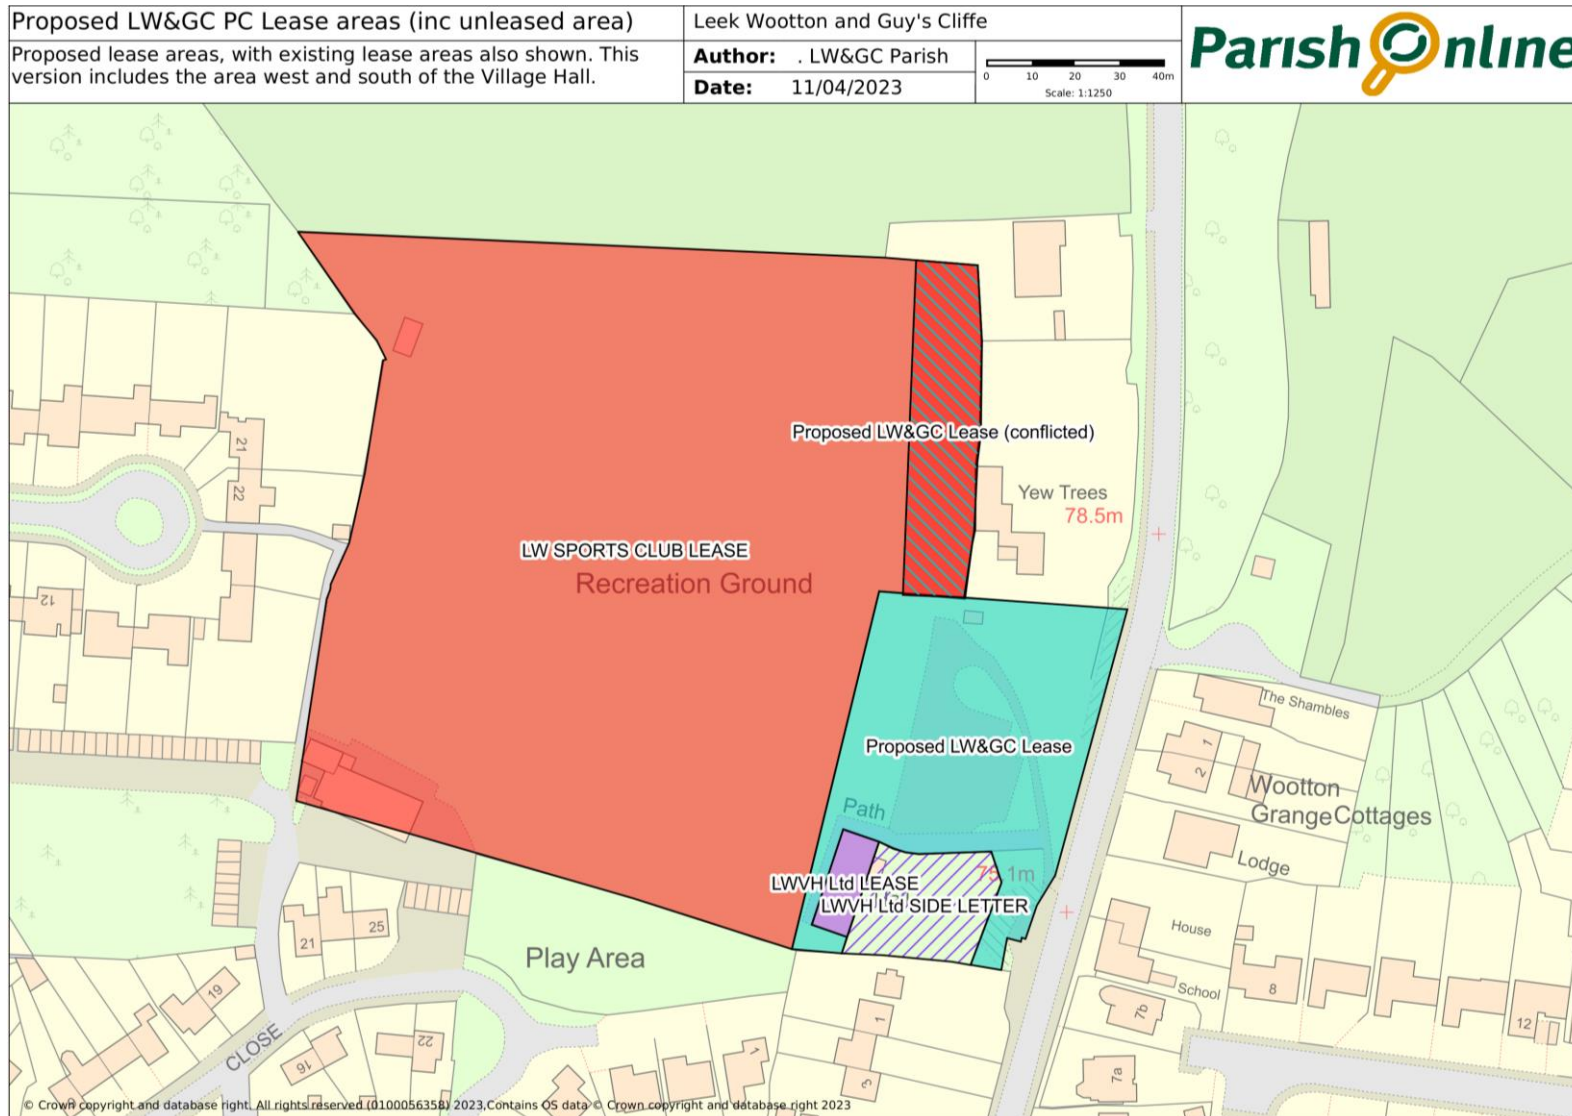 Proposed LW&GC PC Lease areas (inc unleased area)
Proposed lease areas, with existing lease areas also shown. This
version includes the area west and south of the Village Hall.
Leek Wootton and Guy's Cliffe
Author: . LW&GC Parish
Date: 11/04/2023
0 10 20 30 40m
Scale: 1:1250
Parish Online
Proposed LW&GC Lease (conflicted)
21
22
Yew Trees
78.5m
LW SPORTS CLUB LEASE
Recreation Ground
12
The Shambles
1
2
Proposed LW&GC Lease
Wootton
GrangeCottages
Path
Lodge
75.1m
LWVH Ltd LEASE
LWVH Ltd SIDE LETTER
House
21
25
Play Area
School
8
19
7b
12
1
CLOSE
22
16
1
3
7a
© Crown copyright and database right. All rights reserved (0100056358) 2023.Contains OS data © Crown copyright and database right 2023